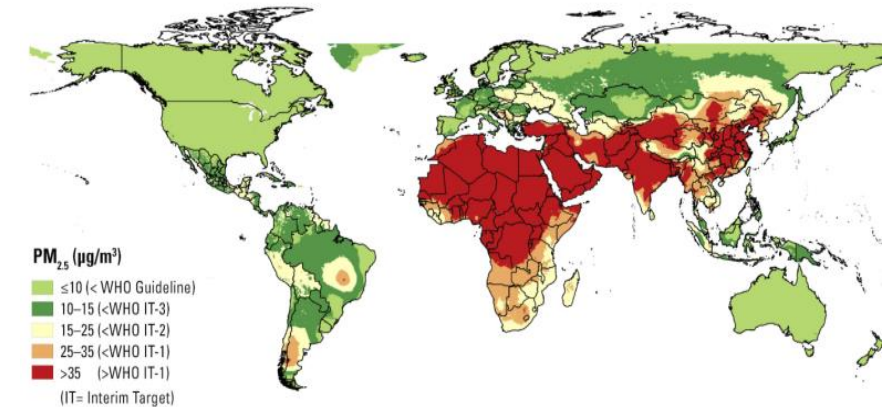 PM2.5 (µg/m³)
≤10 (< WHO Guideline)
10–15 (<WHO IT-3)
15–25 (<WHO IT-2)
25–35 (<WHO IT-1)
>35 (>WHO IT-1)
(IT= Interim Target)